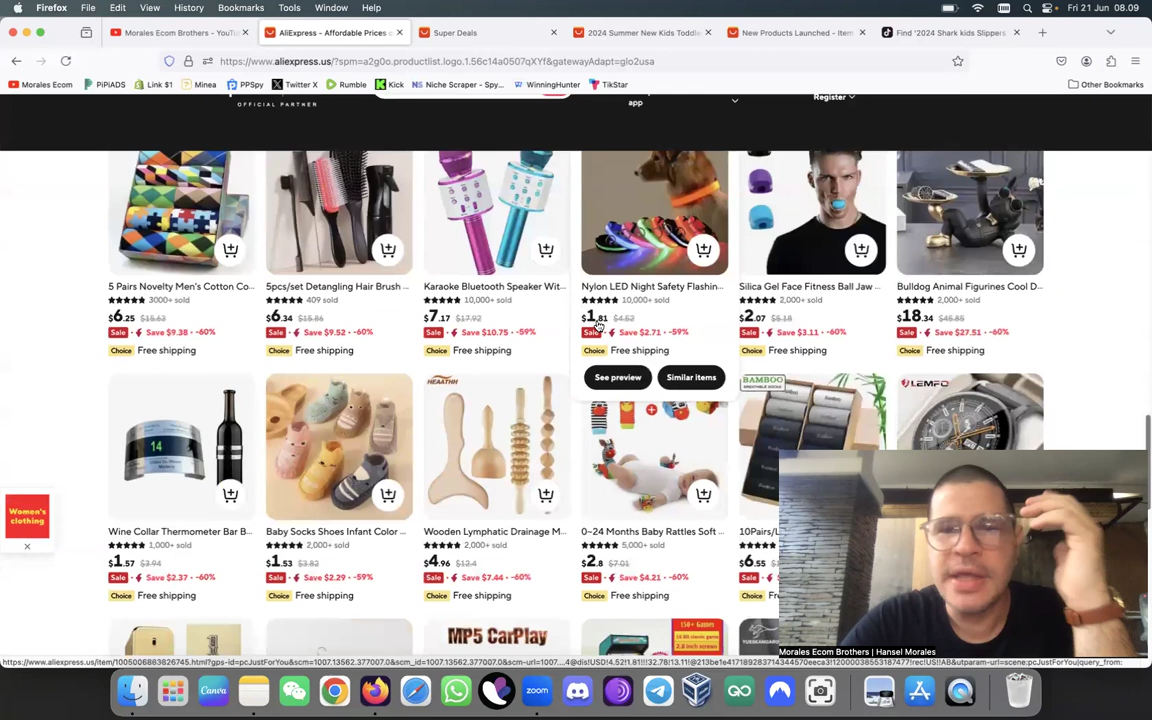 Firefox File Edit View History Bookmarks Tools Window Help Fri 21 Jun 08.09
Morales Ecom Brothers - YouTu
AliExpress - Affordable Prices o
Super Deals
2024 Summer New Kids Toddle
New Products Launched - Item
Find '2024 Shark kids Slippers
https://www.aliexpress.us/?spm=a2g0o.productlist.logo.1.56c14a0507qXYf&gatewayAdapt=glo2usa
Morales Ecom PiPiADS Link $1 Minea PPSpy Twitter X Rumble Kick Niche Scraper - Spy... WinningHunter TikStar Other Bookmarks
OFFICIAL PARTNER
app
Register
5 Pairs Novelty Men's Cotton Co...
3000+ sold
$6.25 $15.63
Sale Save $9.38 -60%
Choice Free shipping
5pcs/set Detangling Hair Brush ...
409 sold
$6.34 $15.86
Sale Save $9.52 -60%
Choice Free shipping
Karaoke Bluetooth Speaker Wit...
10,000+ sold
$7.17 $17.92
Sale Save $10.75 -59%
Choice Free shipping
Nylon LED Night Safety Flashin...
10,000+ sold
$1.81 $4.52
Sale Save $2.71 -59%
Choice Free shipping
See preview Similar items
Silica Gel Face Fitness Ball Jaw ...
2,000+ sold
$2.07 $5.18
Sale Save $3.11 -60%
Choice Free shipping
Bulldog Animal Figurines Cool D...
2,000+ sold
$18.34 $45.85
Sale Save $27.51 -60%
Choice Free shipping
Women's
clothing
14
Wine Collar Thermometer Bar B...
1,000+ sold
$1.57 $3.94
Sale Save $2.37 -60%
Choice Free shipping
Baby Socks Shoes Infant Color ...
2,000+ sold
$1.53 $3.82
Sale Save $2.29 -59%
Choice Free shipping
HEAATHH
Wooden Lymphatic Drainage M...
2,000+ sold
$4.96 $12.4
Sale Save $7.44 -60%
Choice Free shipping
0~24 Months Baby Rattles Soft ...
5,000+ sold
$2.8 $7.01
Sale Save $4.21 -60%
Choice Free shipping
BAMBOO
10Pairs/
2,000+
$6.55
Sale
Choice Free
LEMFO
MP5 CarPlay
150+ Games
Morales Ecom Brothers | Hansel Morales
Canva
zoom